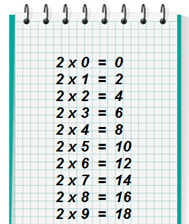 2 x 0 = 0
2 x 1 = 2
2 x 2 = 4
2 x 3 = 6
2 x 4 = 8
2 x 5 = 10
2 x 6 = 12
2 x 7 = 14
2 x 8 = 16
2 x 9 = 18